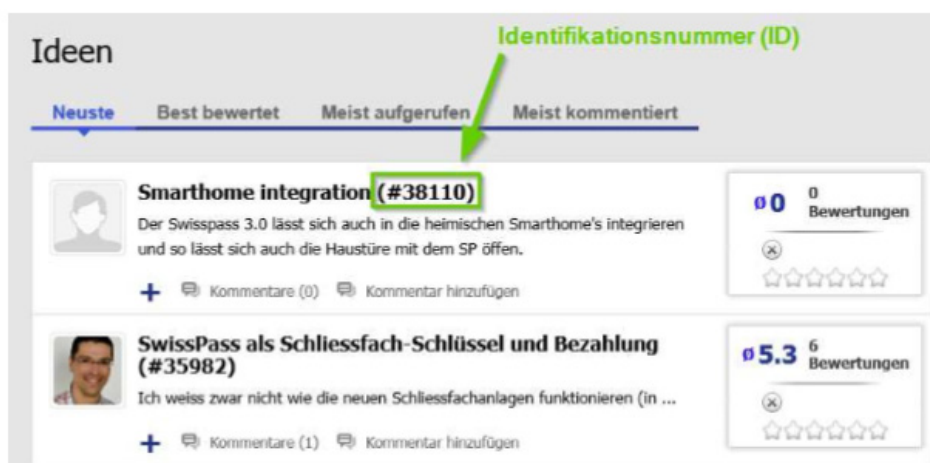 Identifikationsnummer (ID)
Ideen
Neuste Best bewertet Meist aufgerufen Meist kommentiert
Smarthome integration (#38110)
Der Swisspass 3.0 lässt sich auch in die heimischen Smarthome's integrieren
und so lässt sich auch die Haustüre mit dem SP öffen.
Kommentare (0) Kommentar hinzufügen
ø 0 0
Bewertungen
SwissPass als Schliessfach-Schlüssel und Bezahlung
(#35982)
Ich weiss zwar nicht wie die neuen Schliessfachanlagen funktionieren (in ...
Kommentare (1) Kommentar hinzufügen
ø 5.3 6
Bewertungen